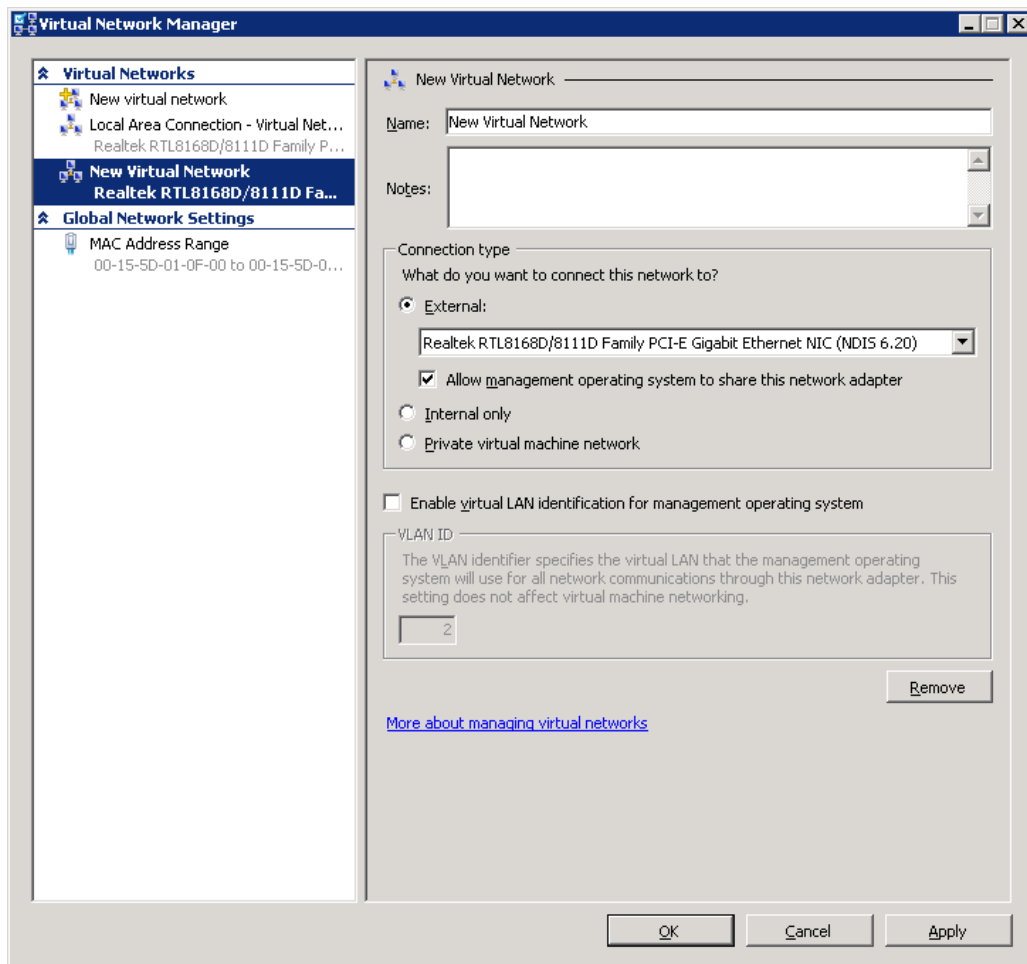 Virtual Network Manager
Virtual Networks
New virtual network
Local Area Connection - Virtual Net...
Realtek RTL8168D/8111D Family P...
New Virtual Network
Realtek RTL8168D/8111D Fa...
Global Network Settings
MAC Address Range
00-15-5D-01-0F-00 to 00-15-5D-0...
New Virtual Network
Name: New Virtual Network
Notes:
Connection type
What do you want to connect this network to?
External:
Realtek RTL8168D/8111D Family PCI-E Gigabit Ethernet NIC (NDIS 6.20)
Allow management operating system to share this network adapter
Internal only
Private virtual machine network
Enable virtual LAN identification for management operating system
VLAN ID
The VLAN identifier specifies the virtual LAN that the management operating
system will use for all network communications through this network adapter. This
setting does not affect virtual machine networking.
2
Remove
More about managing virtual networks
OK Cancel Apply